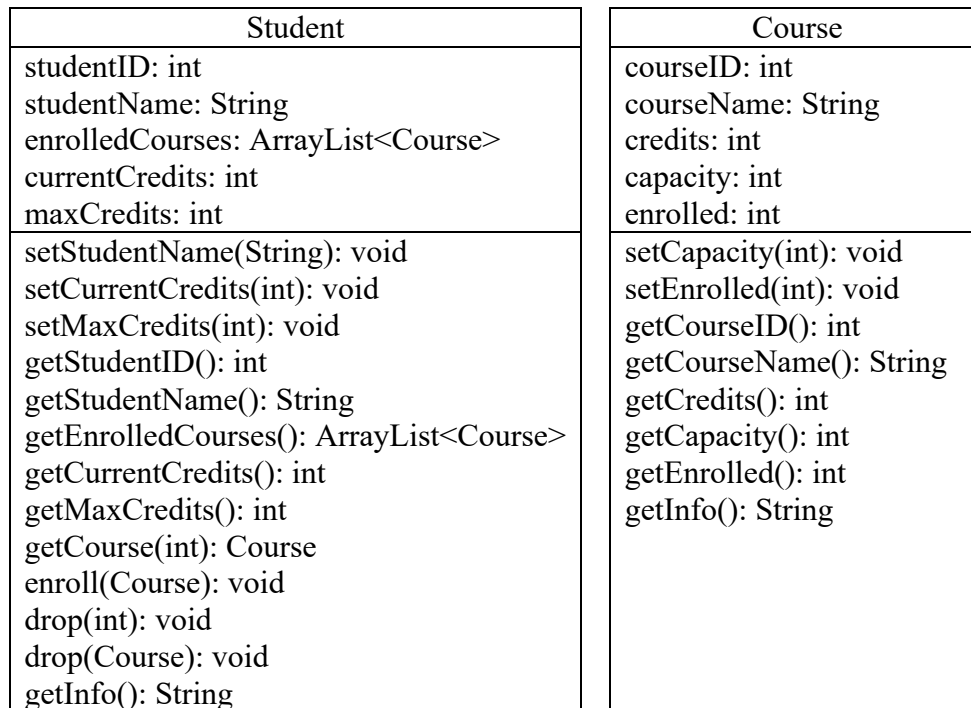 Student
studentID: int
studentName: String
enrolledCourses: ArrayList<Course>
currentCredits: int
maxCredits: int
setStudentName(String): void
setCurrentCredits(int): void
setMaxCredits(int): void
getStudentID(): int
getStudentName(): String
getEnrolledCourses(): ArrayList<Course>
getCurrentCredits(): int
getMaxCredits(): int
getCourse(int): Course
enroll(Course): void
drop(int): void
drop(Course): void
getInfo(): String
Course
courseID: int
courseName: String
credits: int
capacity: int
enrolled: int
setCapacity(int): void
setEnrolled(int): void
getCourseID(): int
getCourseName(): String
getCredits(): int
getCapacity(): int
getEnrolled(): int
getInfo(): String